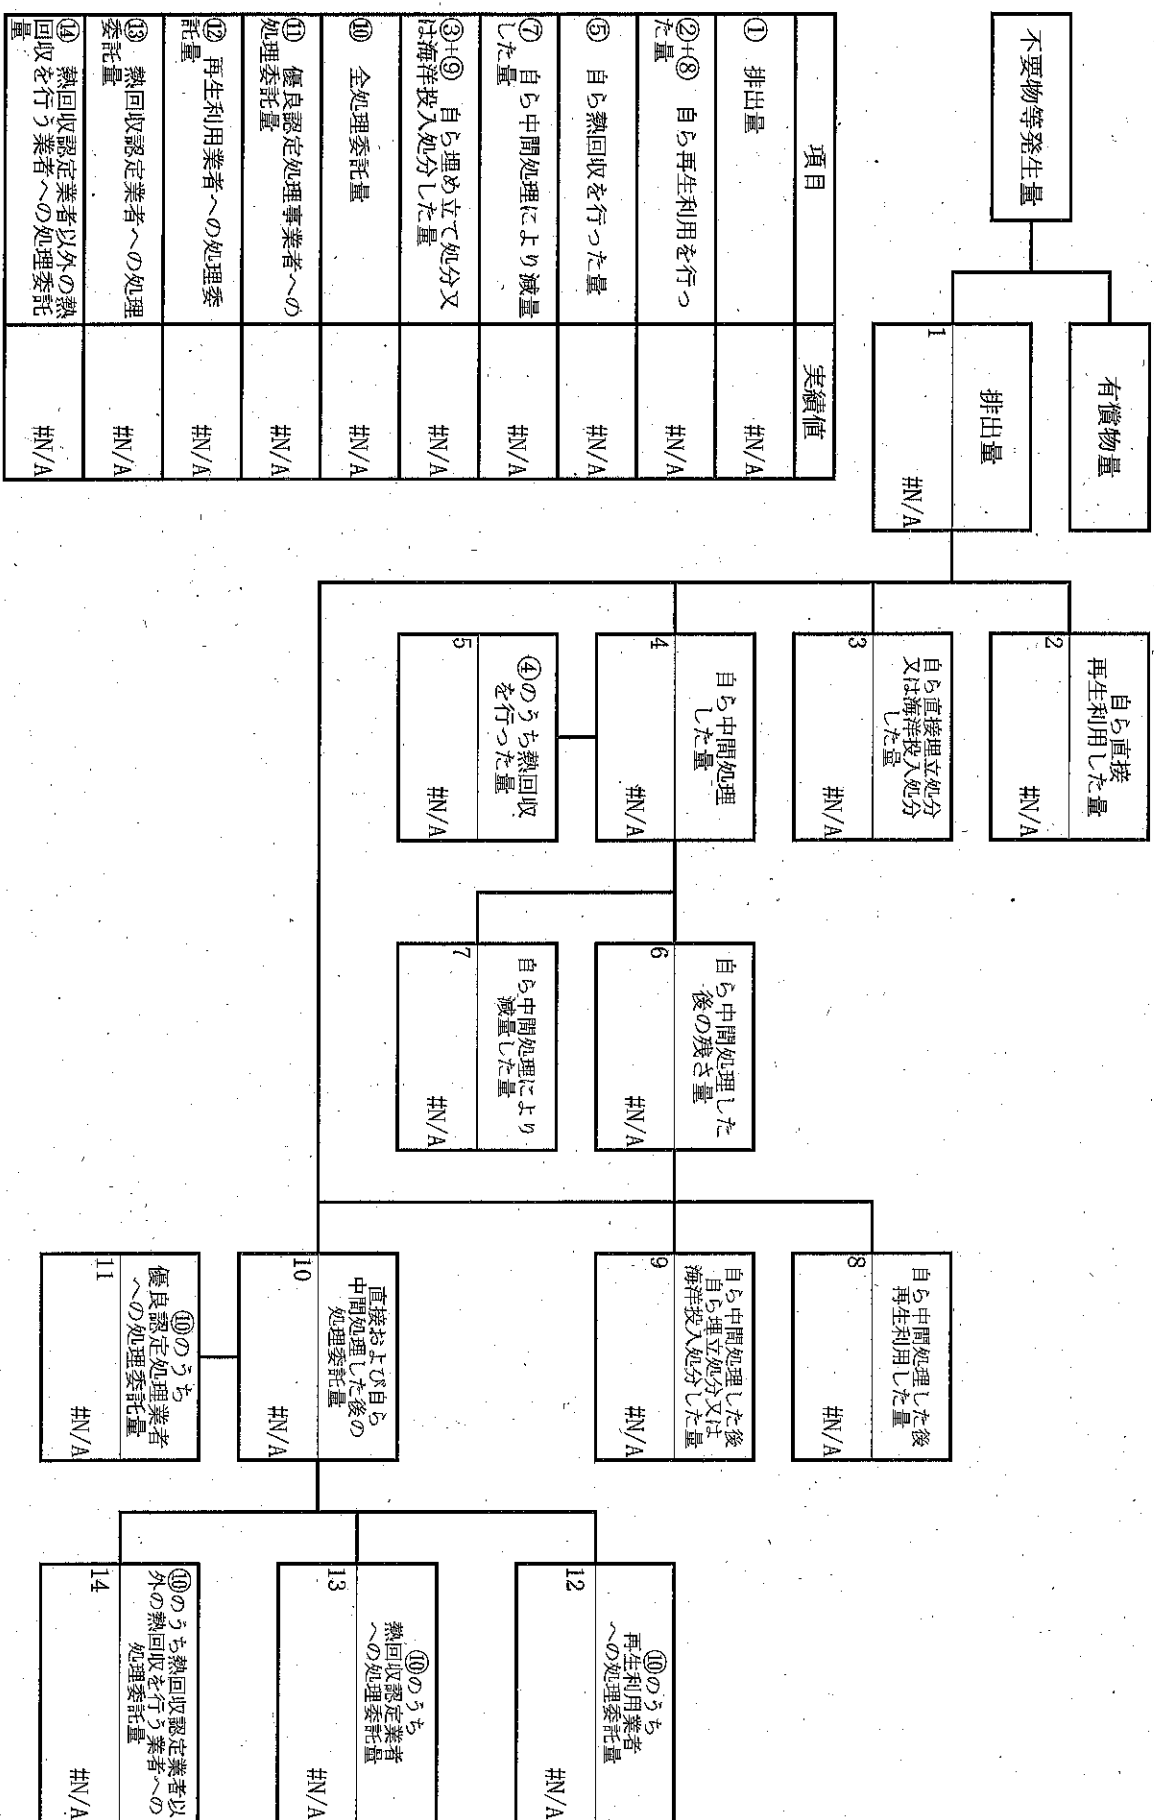 不要物等発生量
有償物量
排出量
1
#N/A
自ら直接
再生利用した量
2
#N/A
自ら直接埋立処分
又は海洋投入処分
した量
3
#N/A
自ら中間処理
した量
4
#N/A
④のうち熱回収
を行った量
5
#N/A
自ら中間処理した
後の残さ量
6
#N/A
自ら中間処理により
減量した量
7
#N/A
自ら中間処理した後
再生利用した量
8
#N/A
自ら中間処理した後
自ら埋立処分又は
海洋投入処分した量
9
#N/A
直接および自ら
中間処理した後の
処理委託量
10
#N/A
⑩のうち
優良認定処理業者
への処理委託量
11
#N/A
⑩のうち
再生利用業者
への処理委託量
12
#N/A
⑩のうち
熱回収認定業者
への処理委託量
13
#N/A
⑩のうち熱回収認定業者以
外の熱回収を行う業者への
処理委託量
14
#N/A
項目 実績値
① 排出量 #N/A
②+⑧ 自ら再生利用を行っ
た量 #N/A
⑤ 自ら熱回収を行った量 #N/A
⑦ 自ら中間処理により減量
した量 #N/A
③+⑨ 自ら埋め立て処分又
は海洋投入処分した量 #N/A
⑩ 全処理委託量 #N/A
⑪ 優良認定処理事業者への
処理委託量 #N/A
⑫ 再生利用業者への処理委
託量 #N/A
⑬ 熱回収認定業者への処理
委託量 #N/A
⑭ 熱回収認定業者以外の熱
回収を行う業者への処理委託
量 #N/A